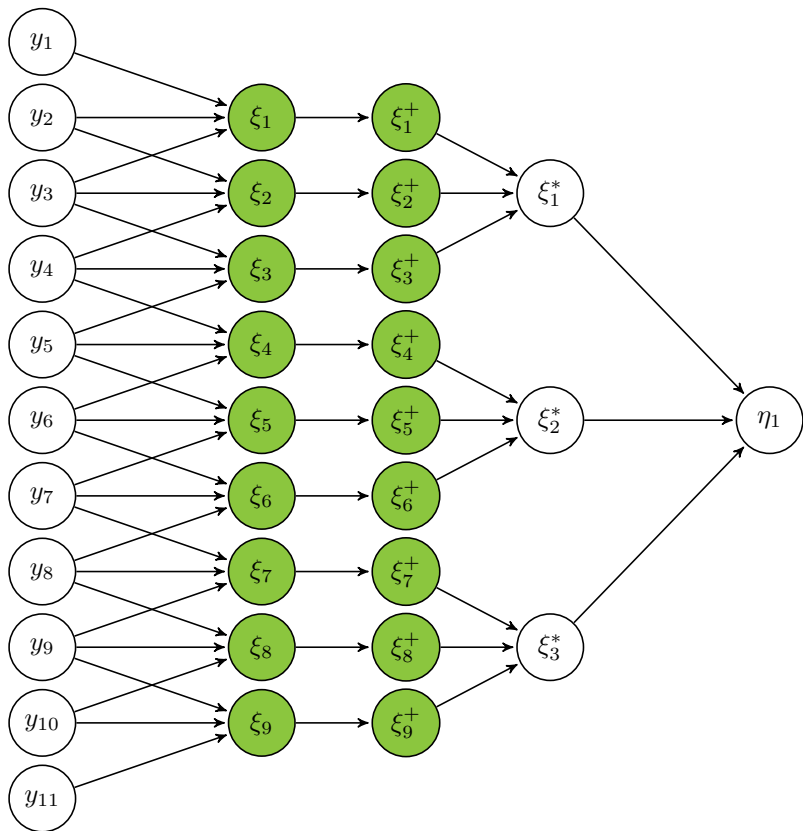 y₁
y₂ ξ₁ ξ₁⁺
y₃ ξ₂ ξ₂⁺ ξ₁*
y₄ ξ₃ ξ₃⁺
y₅ ξ₄ ξ₄⁺
y₆ ξ₅ ξ₅⁺ ξ₂* η₁
y₇ ξ₆ ξ₆⁺
y₈ ξ₇ ξ₇⁺
y₉ ξ₈ ξ₈⁺ ξ₃*
y₁₀ ξ₉ ξ₉⁺
y₁₁